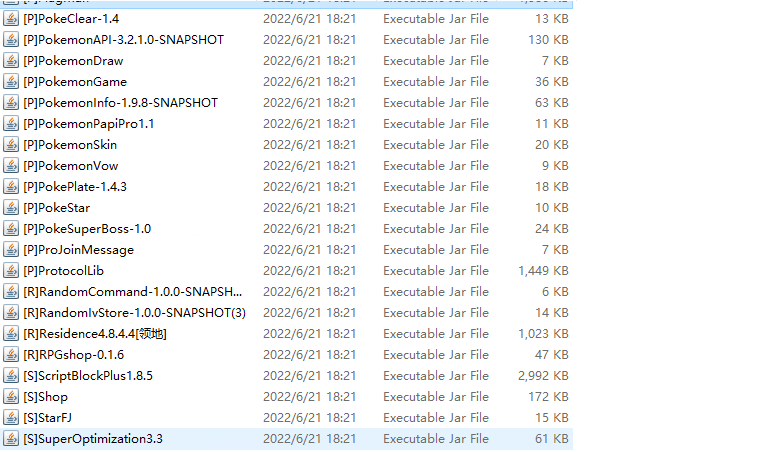 [P]PokeClear-1.4 2022/6/21 18:21 Executable Jar File 13 KB
[P]PokemonAPI-3.2.1.0-SNAPSHOT 2022/6/21 18:21 Executable Jar File 130 KB
[P]PokemonDraw 2022/6/21 18:21 Executable Jar File 7 KB
[P]PokemonGame 2022/6/21 18:21 Executable Jar File 36 KB
[P]PokemonInfo-1.9.8-SNAPSHOT 2022/6/21 18:21 Executable Jar File 63 KB
[P]PokemonPapiPro1.1 2022/6/21 18:21 Executable Jar File 11 KB
[P]PokemonSkin 2022/6/21 18:21 Executable Jar File 20 KB
[P]PokemonVow 2022/6/21 18:21 Executable Jar File 9 KB
[P]PokePlate-1.4.3 2022/6/21 18:21 Executable Jar File 18 KB
[P]PokeStar 2022/6/21 18:21 Executable Jar File 10 KB
[P]PokeSuperBoss-1.0 2022/6/21 18:21 Executable Jar File 24 KB
[P]ProJoinMessage 2022/6/21 18:21 Executable Jar File 7 KB
[P]ProtocolLib 2022/6/21 18:21 Executable Jar File 1,449 KB
[R]RandomCommand-1.0.0-SNAPSH... 2022/6/21 18:21 Executable Jar File 6 KB
[R]RandomIvStore-1.0.0-SNAPSHOT(3) 2022/6/21 18:21 Executable Jar File 14 KB
[R]Residence4.8.4.4[领地] 2022/6/21 18:21 Executable Jar File 1,023 KB
[R]RPGshop-0.1.6 2022/6/21 18:21 Executable Jar File 47 KB
[S]ScriptBlockPlus1.8.5 2022/6/21 18:21 Executable Jar File 2,992 KB
[S]Shop 2022/6/21 18:21 Executable Jar File 172 KB
[S]StarFJ 2022/6/21 18:21 Executable Jar File 15 KB
[S]SuperOptimization3.3 2022/6/21 18:21 Executable Jar File 61 KB